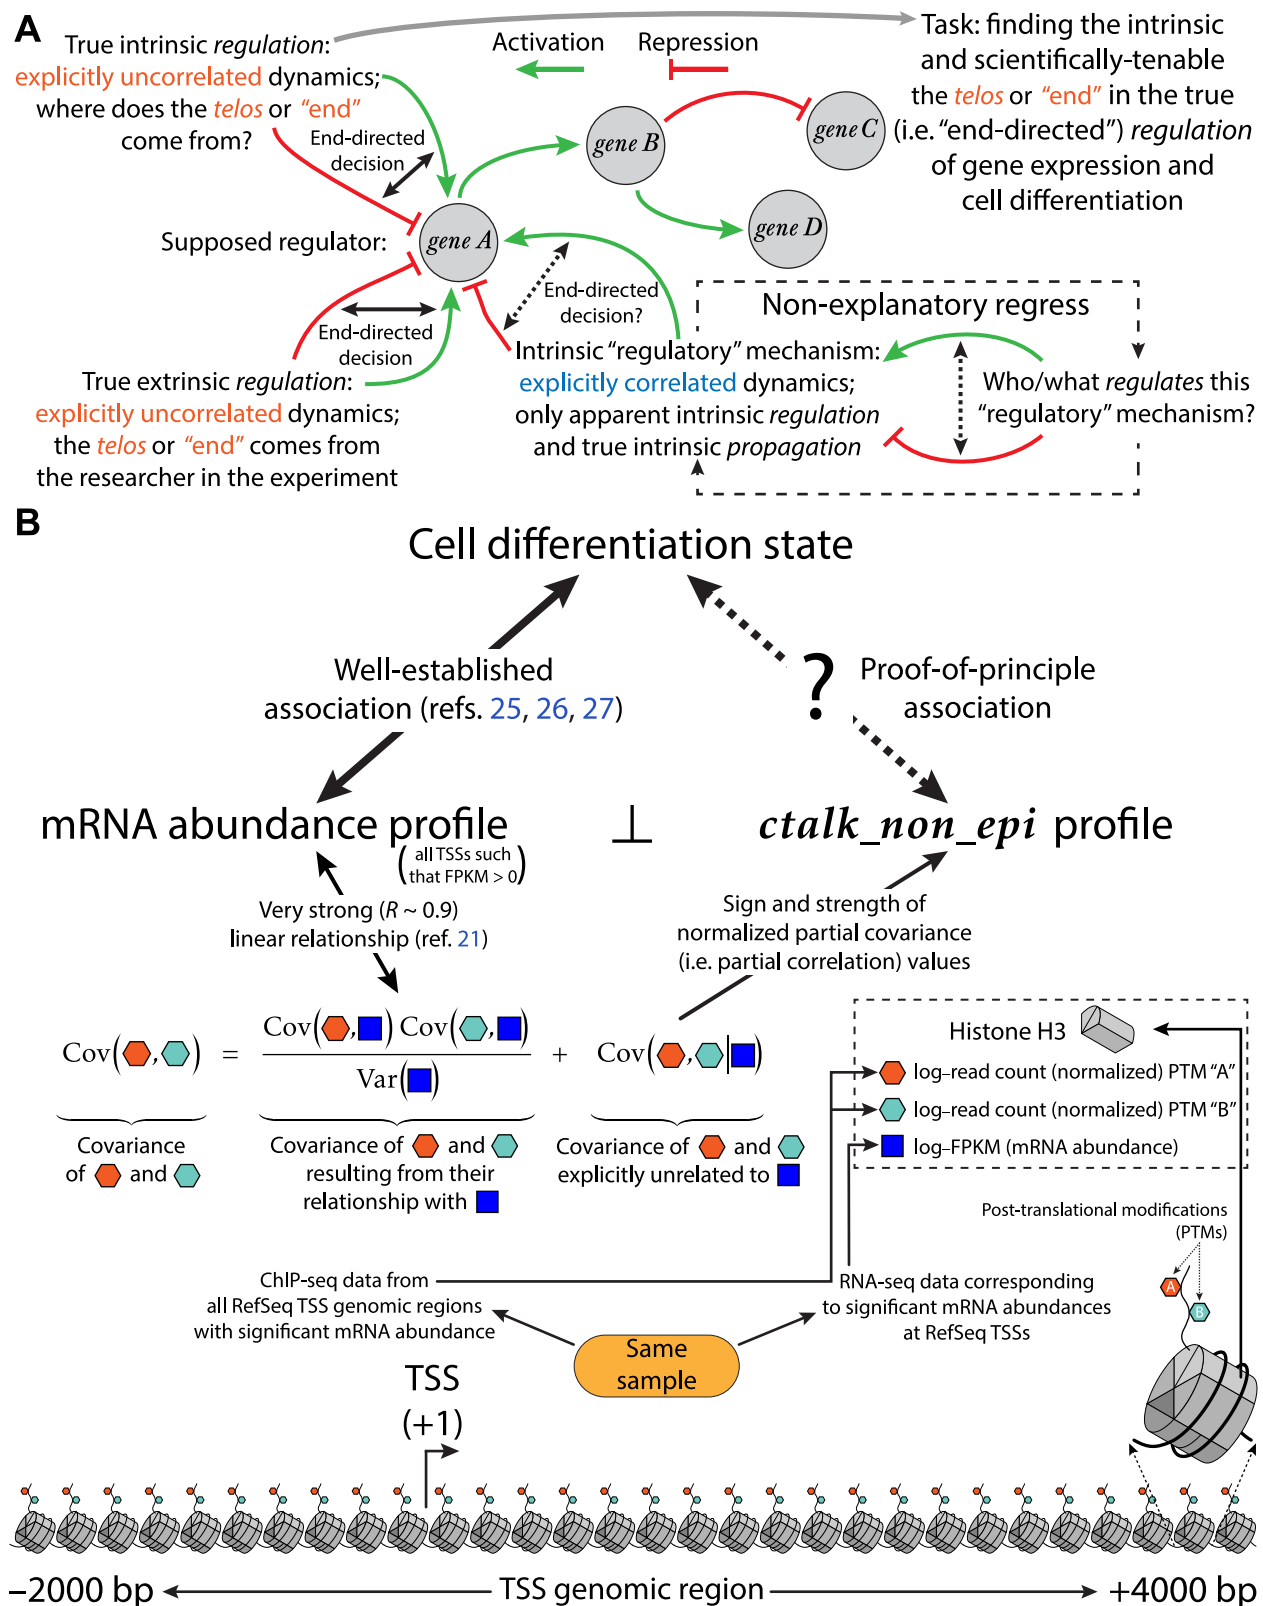 A
True intrinsic regulation:
explicitly uncorrelated dynamics;
where does the telos or “end”
come from?
End-directed
decision
Activation
Repression
Task: finding the intrinsic
and scientifically-tenable
the telos or “end” in the true
(i.e. “end-directed”) regulation
of gene expression and
cell differentiation
gene B
gene C
gene D
Supposed regulator:
gene A
End-directed
decision?
End-directed
decision
True extrinsic regulation:
explicitly uncorrelated dynamics;
the telos or “end” comes from
the researcher in the experiment
Intrinsic “regulatory” mechanism:
explicitly correlated dynamics;
only apparent intrinsic regulation
and true intrinsic propagation
Non-explanatory regress
Who/what regulates this
“regulatory” mechanism?
B
Cell differentiation state
Well-established
association (refs. 25, 26, 27)
?
Proof-of-principle
association
mRNA abundance profile
(all TSSs such
that FPKM > 0)
⊥
ctalk_non_epi profile
Very strong (R ~ 0.9)
linear relationship (ref. 21)
Sign and strength of
normalized partial covariance
(i.e. partial correlation) values
Cov( , ) = Cov( , ) Cov( , ) + Cov( , | )
Var( )
Covariance
of and
Covariance of and
resulting from their
relationship with
Covariance of and
explicitly unrelated to
Histone H3
log–read count (normalized) PTM “A”
log–read count (normalized) PTM “B”
log–FPKM (mRNA abundance)
Post-translational modifications
(PTMs)
A
B
ChIP-seq data from
all RefSeq TSS genomic regions
with significant mRNA abundance
Same
sample
RNA-seq data corresponding
to significant mRNA abundances
at RefSeq TSSs
TSS
(+1)
–2000 bp
TSS genomic region
+4000 bp